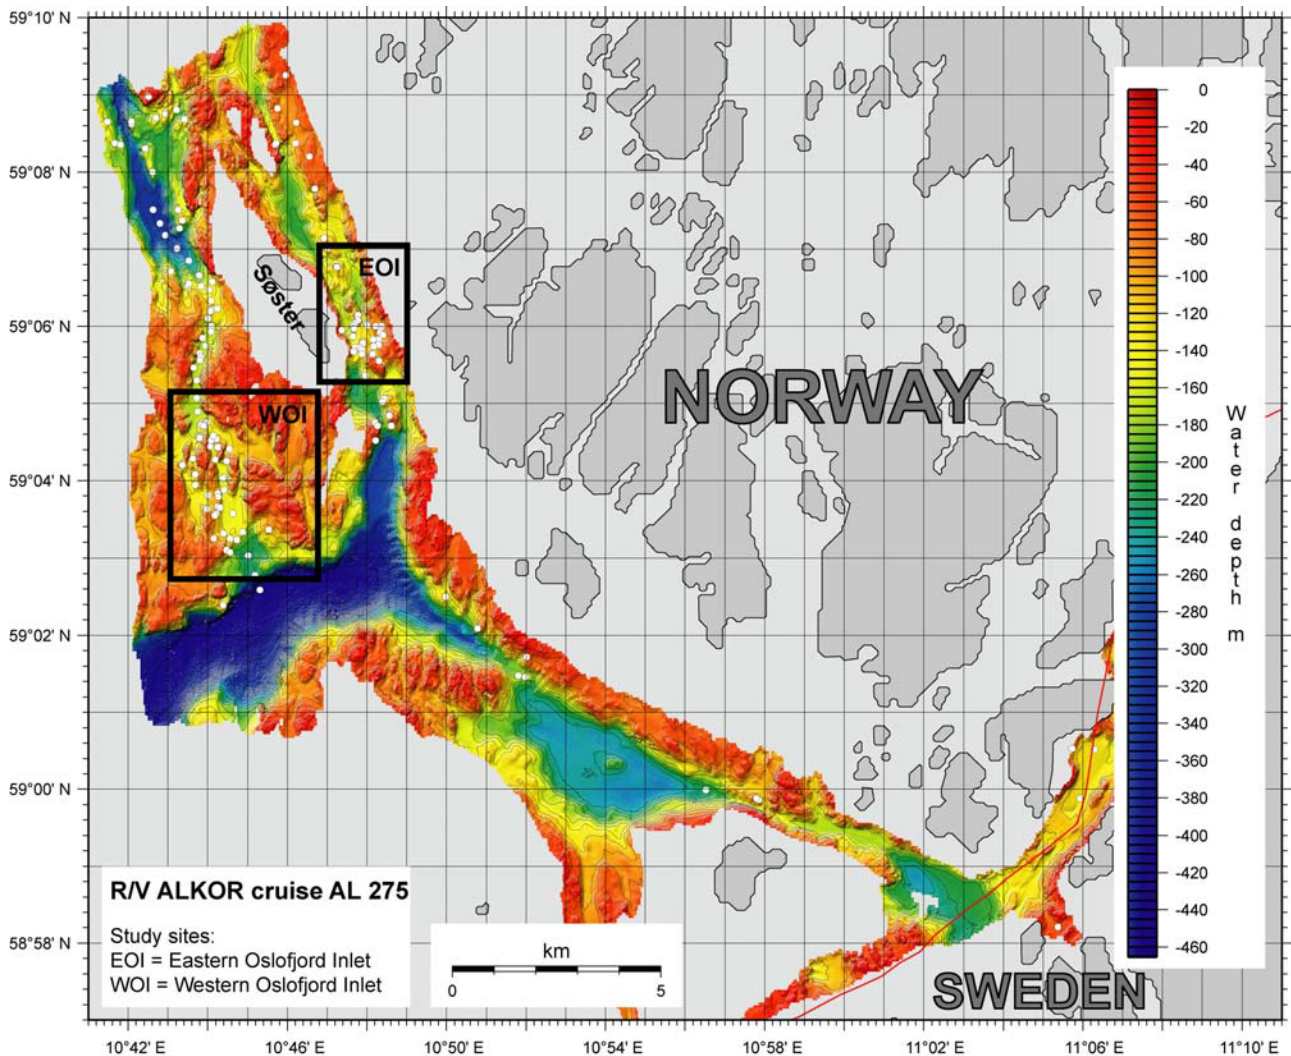 59°10' N
59°08' N
59°06' N
59°04' N
59°02' N
59°00' N
58°58' N
EOI
Søster
WOI
NORWAY
SWEDEN
0
-20
-40
-60
-80
-100
-120
-140
-160
-180
-200
-220
-240
-260
-280
-300
-320
-340
-360
-380
-400
-420
-440
-460
Water depth m
R/V ALKOR cruise AL 275
Study sites:
EOI = Eastern Oslofjord Inlet
WOI = Western Oslofjord Inlet
km
0 5
10°42' E 10°46' E 10°50' E 10°54' E 10°58' E 11°02' E 11°06' E 11°10' E